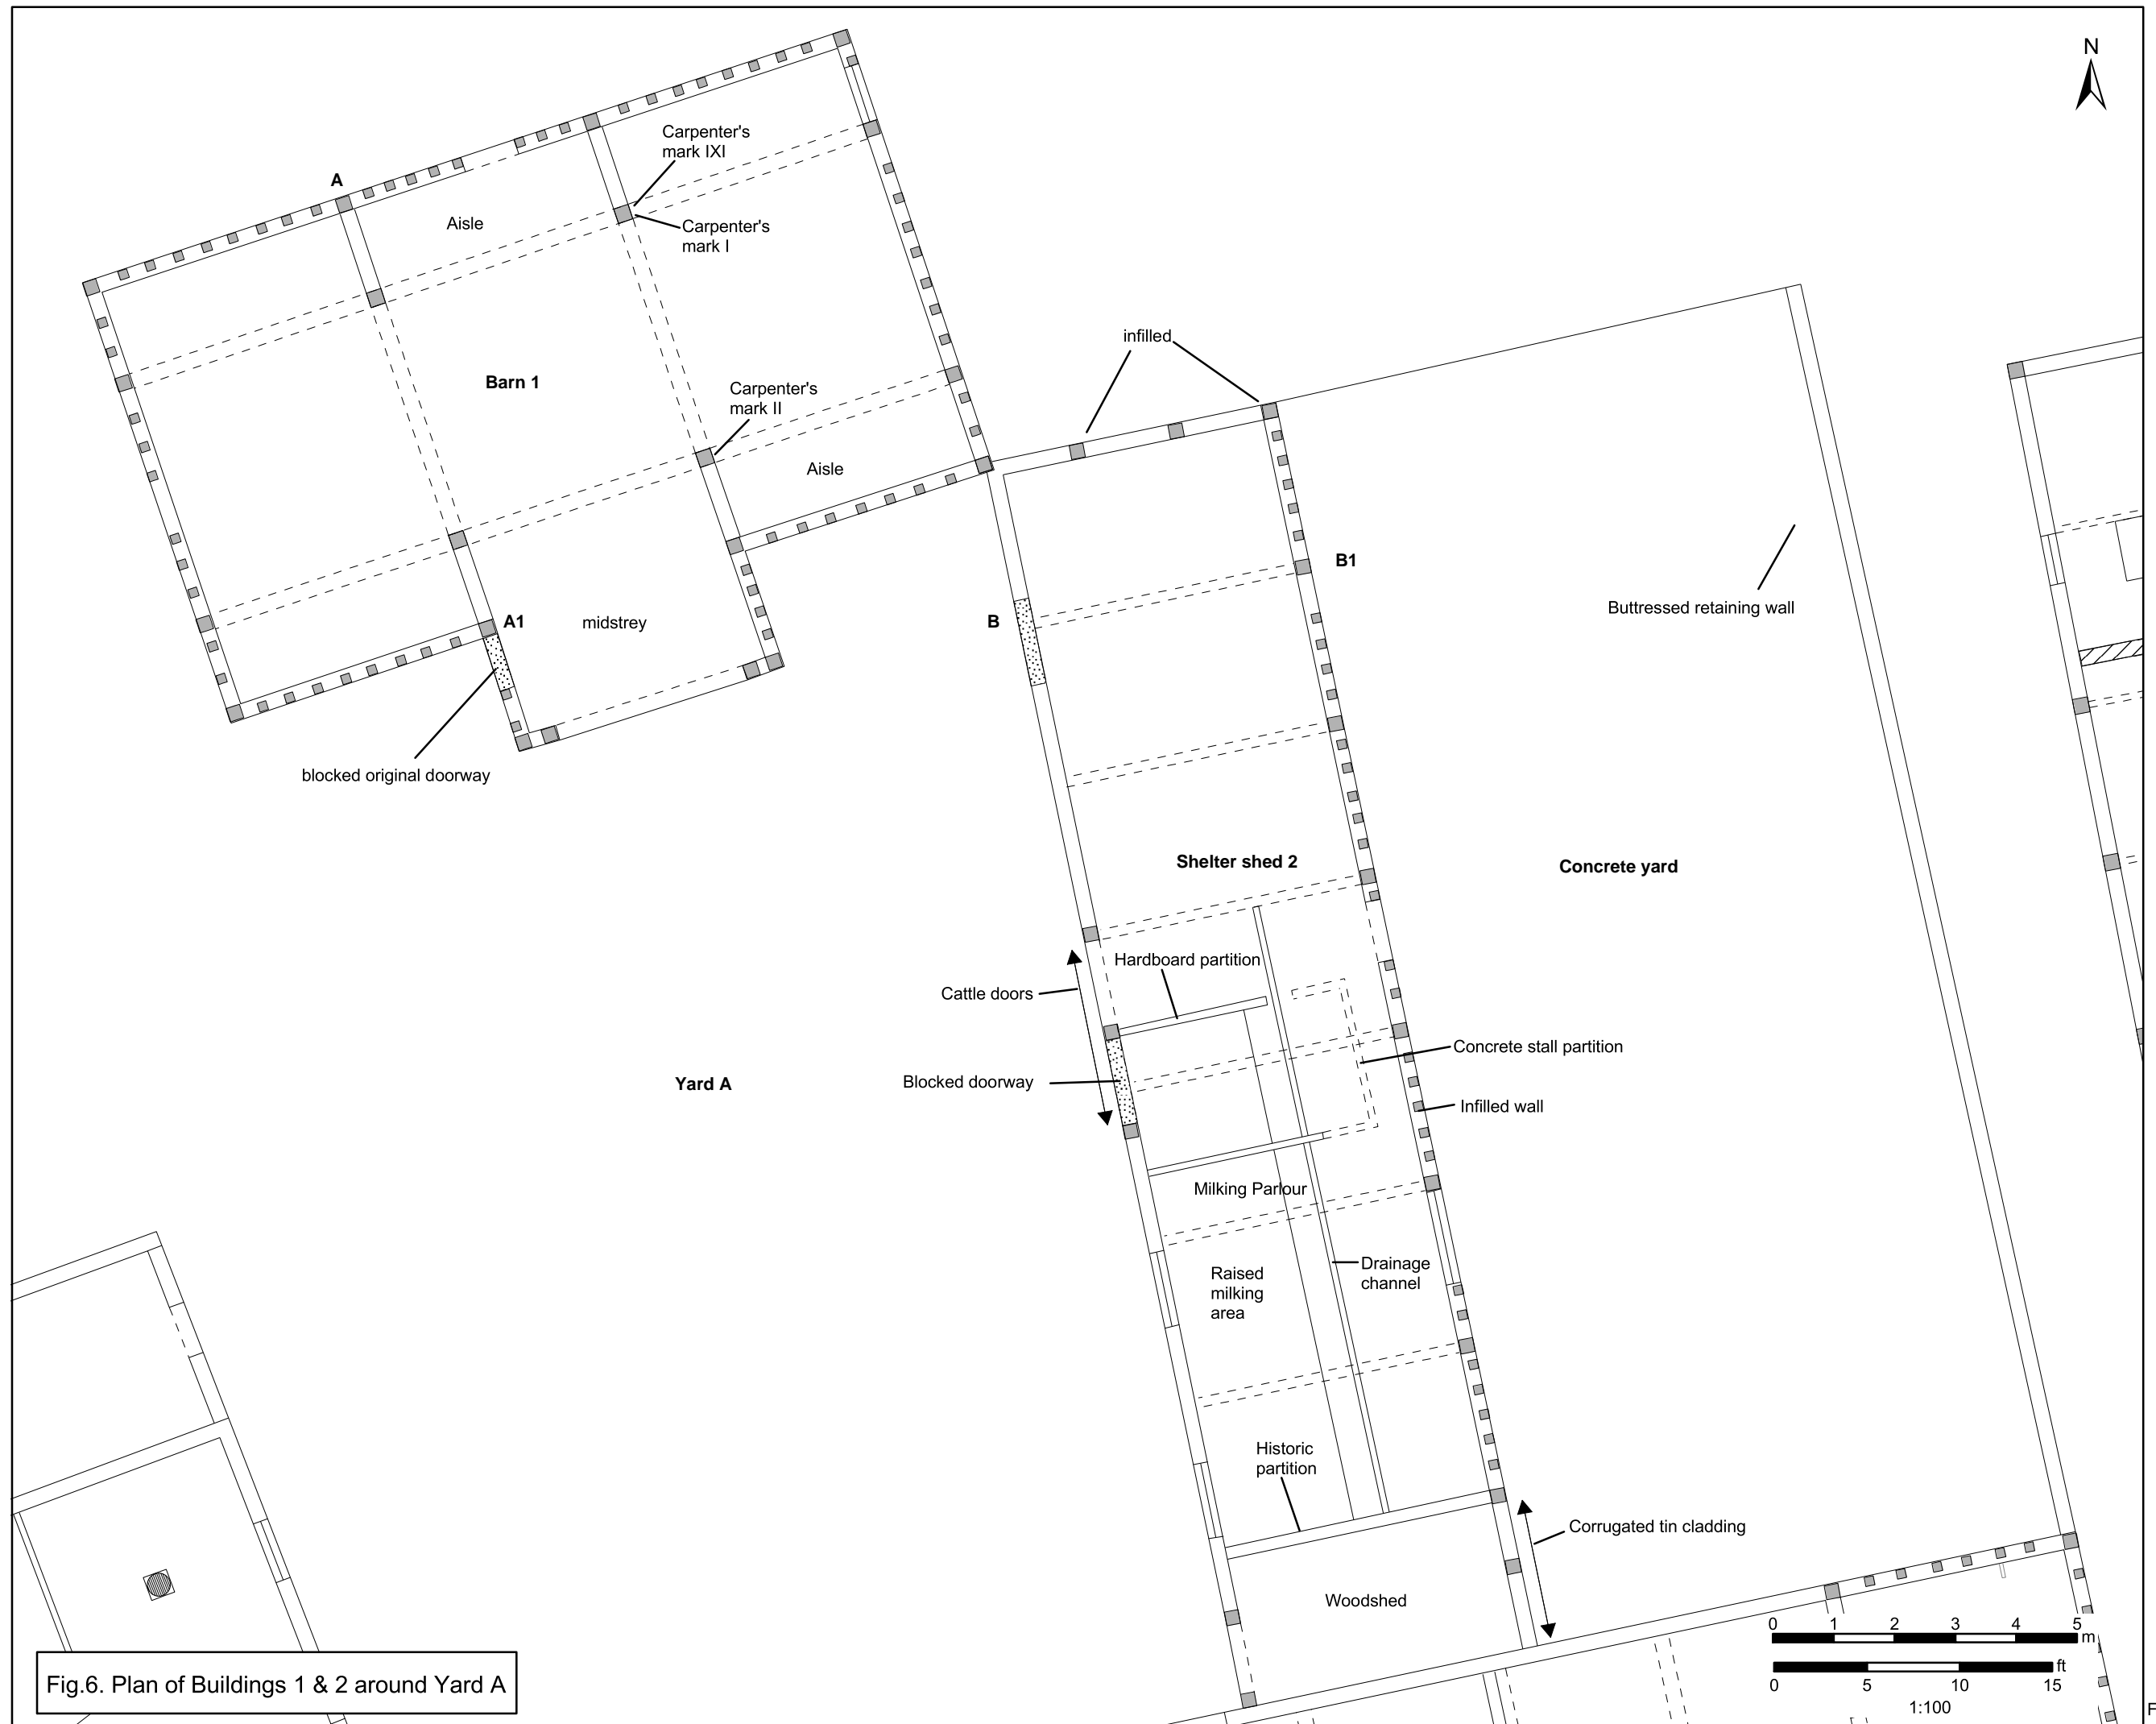 N
Carpenter's
mark IXI
A
Aisle
Carpenter's
mark I
infilled
Barn 1
Carpenter's
mark II
Aisle
B1
Buttressed retaining wall
A1
midstrey
B
blocked original doorway
Shelter shed 2
Concrete yard
Hardboard partition
Cattle doors
Concrete stall partition
Yard A
Blocked doorway
Infilled wall
Milking Parlour
Raised
milking
area
Drainage
channel
Historic
partition
Corrugated tin cladding
Woodshed
0 1 2 3 4 5
m
ft
0 5 10 15
1:100
Fig.6. Plan of Buildings 1 & 2 around Yard A
F